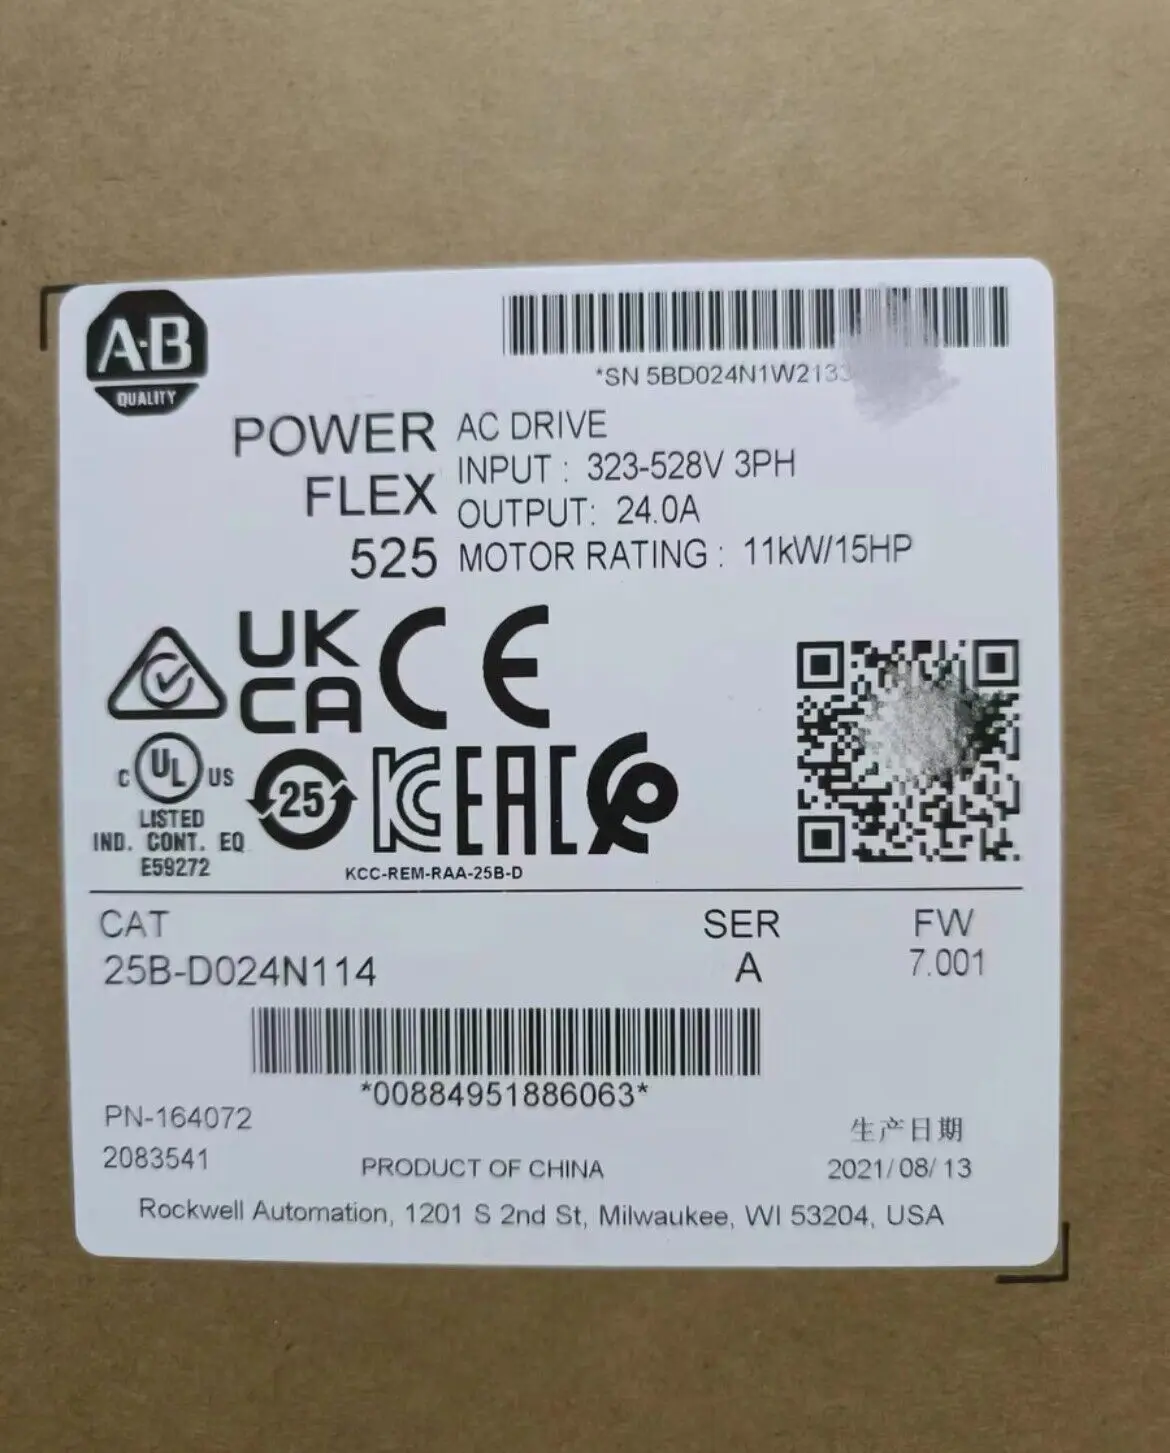 A·B
QUALITY
*SN 5BD024N1W2133
POWER
FLEX
525
AC DRIVE
INPUT : 323-528V 3PH
OUTPUT: 24.0A
MOTOR RATING : 11kW/15HP
UK
CA
CE
C UL US
LISTED
IND. CONT. EQ
E59272
25
KC
EAC
KCC-REM-RAA-25B-D
CAT
25B-D024N114
SER
A
FW
7.001
*00884951886063*
PN-164072
2083541
PRODUCT OF CHINA
生产日期
2021/08/13
Rockwell Automation, 1201 S 2nd St, Milwaukee, WI 53204, USA